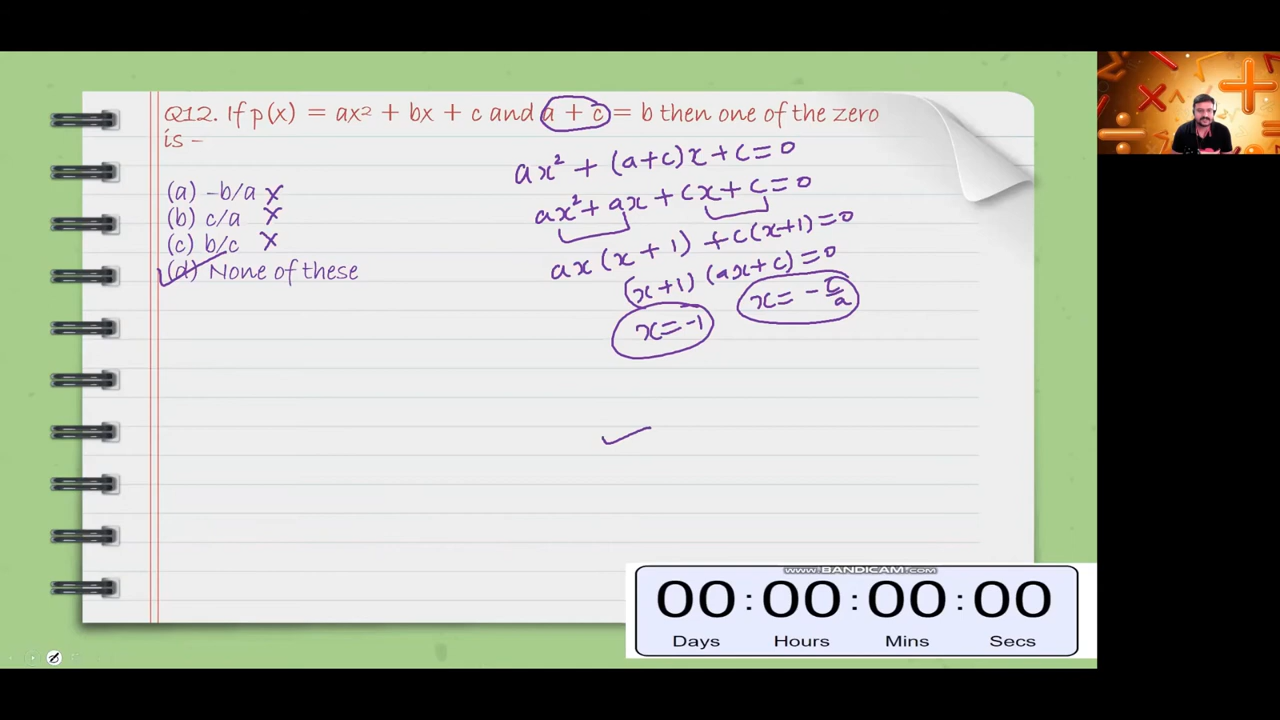 Q12. If p(x) = ax² + bx + c and a + c = b then one of the zero
is –
(a) -b/a ×
(b) c/a ×
(c) b/c ×
(d) None of these
ax² + (a+c)x + c = 0
ax² + ax + cx + c = 0
ax(x + 1) + c(x+1) = 0
(x+1) (ax+c) = 0
x = -1
x = -c/a
www.BANDICAM.com
00:00:00:00
Days Hours Mins Secs